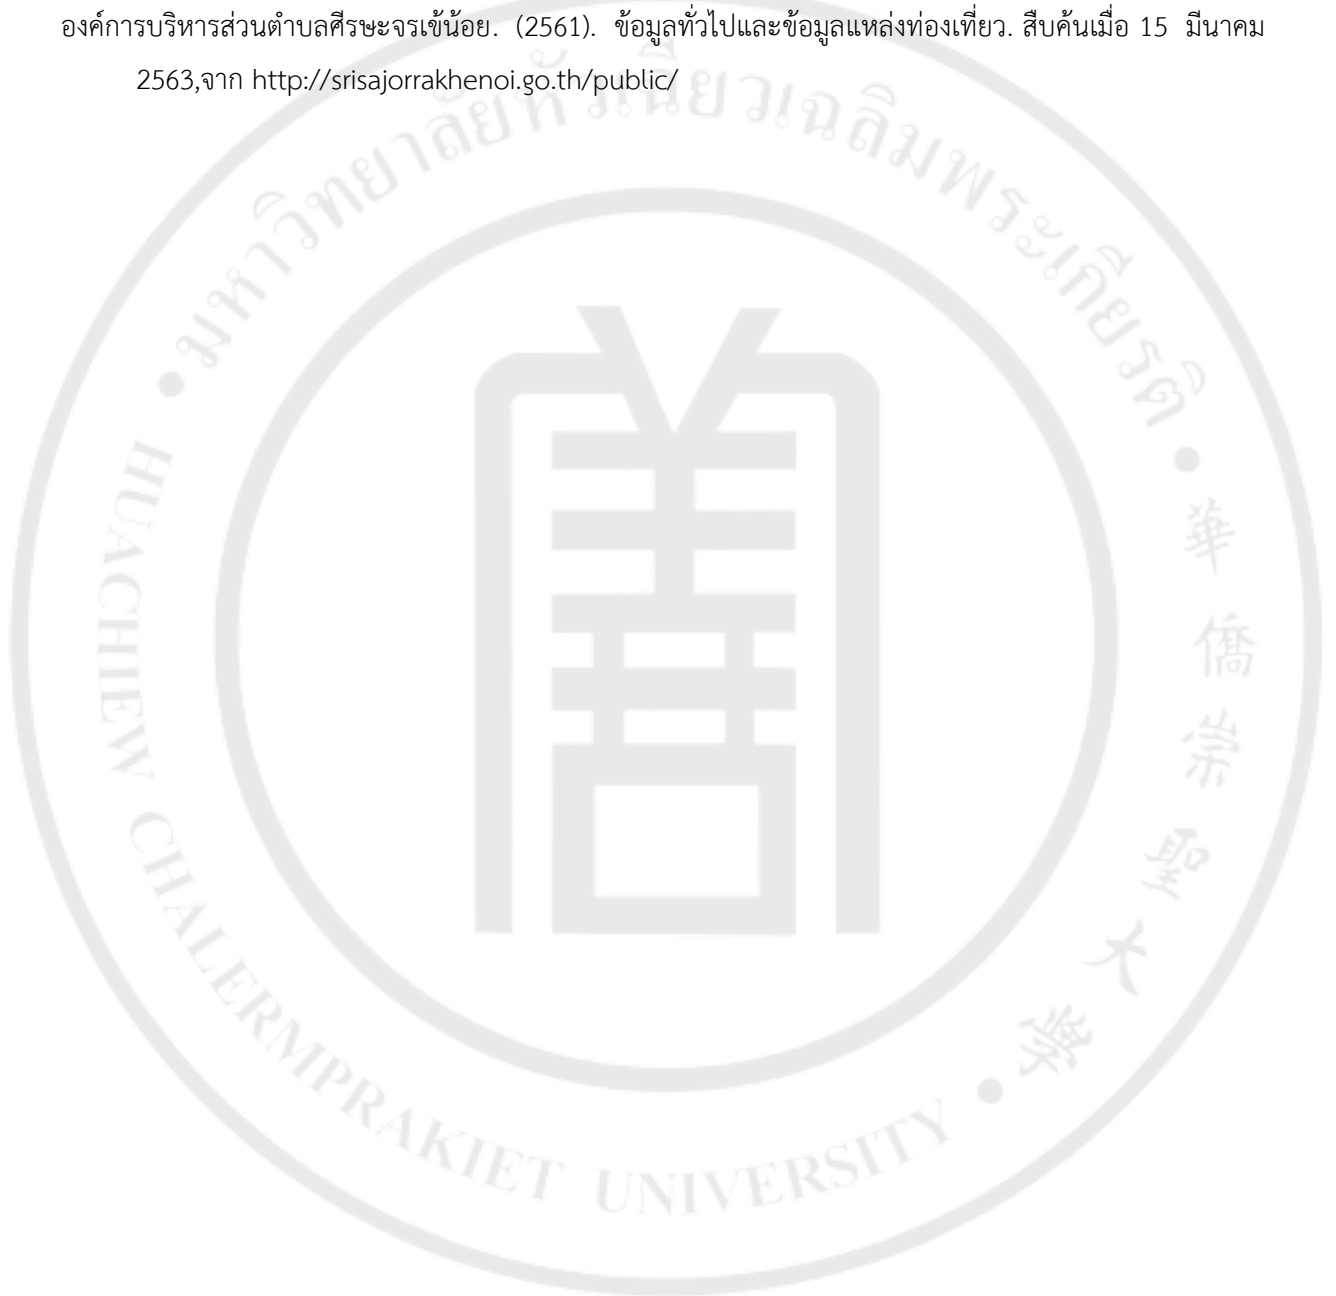 องค์การบริหารส่วนตำบลศีรษะจรเข้น้อย. (2561). ข้อมูลทั่วไปและข้อมูลแหล่งท่องเที่ยว. สืบค้นเมื่อ 15 มีนาคม
2563,จาก http://srisajorrakhenoi.go.th/public/
มหาวิทยาลัยหัวเฉียวเฉลิมพระเกียรติ
華僑崇聖大學
HUACHIEW CHALERMPRAKIET UNIVERSITY